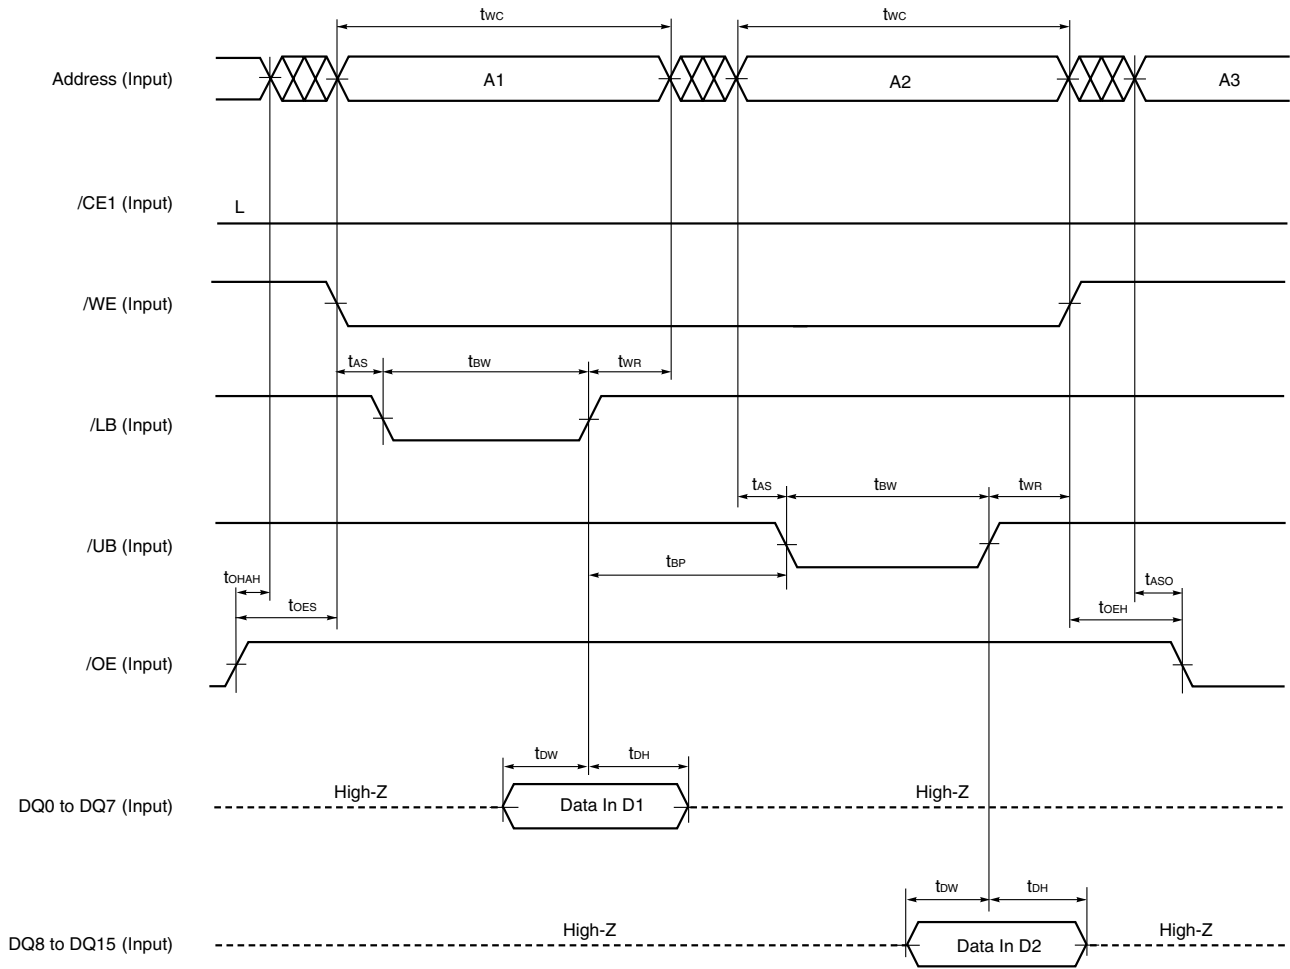 tWC tWC
Address (Input) A1 A2 A3
/CE1 (Input) L
/WE (Input)
tAS tBW tWR
/LB (Input)
tAS tBW tWR
/UB (Input)
tBP
tOHAH tASO
tOES tOEH
/OE (Input)
tDW tDH
High-Z High-Z
DQ0 to DQ7 (Input) Data In D1
tDW tDH
High-Z High-Z
DQ8 to DQ15 (Input) Data In D2